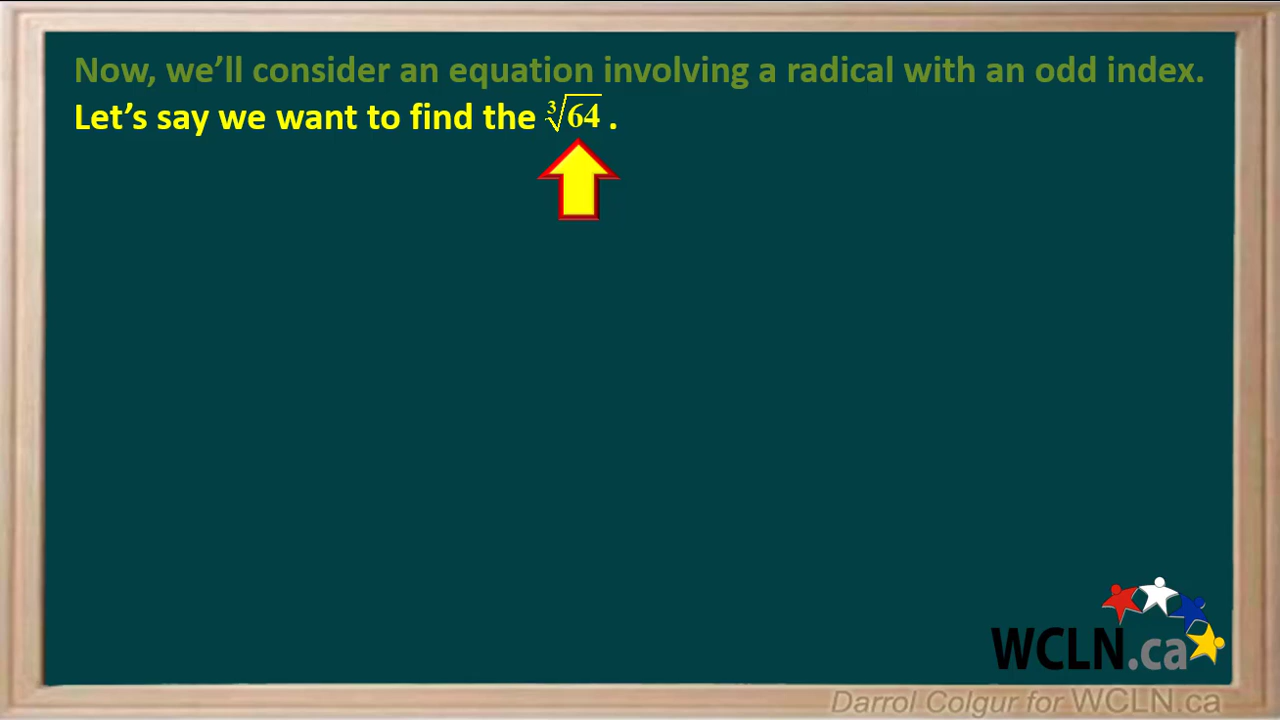 Now, we’ll consider an equation involving a radical with an odd index.
Let’s say we want to find the ∛64 .
WCLN.ca
Darrol Colgur for WCLN.ca